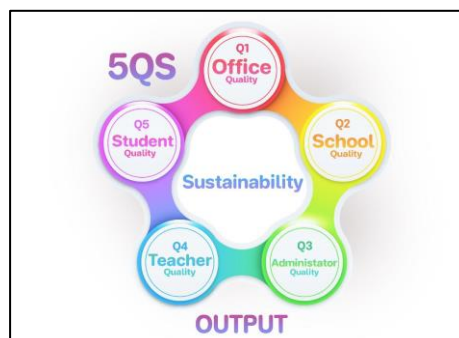 5QS
Q1
Office
Quality
Q2
School
Quality
Q3
Administator
Quality
Q4
Teacher
Quality
Q5
Student
Quality
Sustainability
OUTPUT